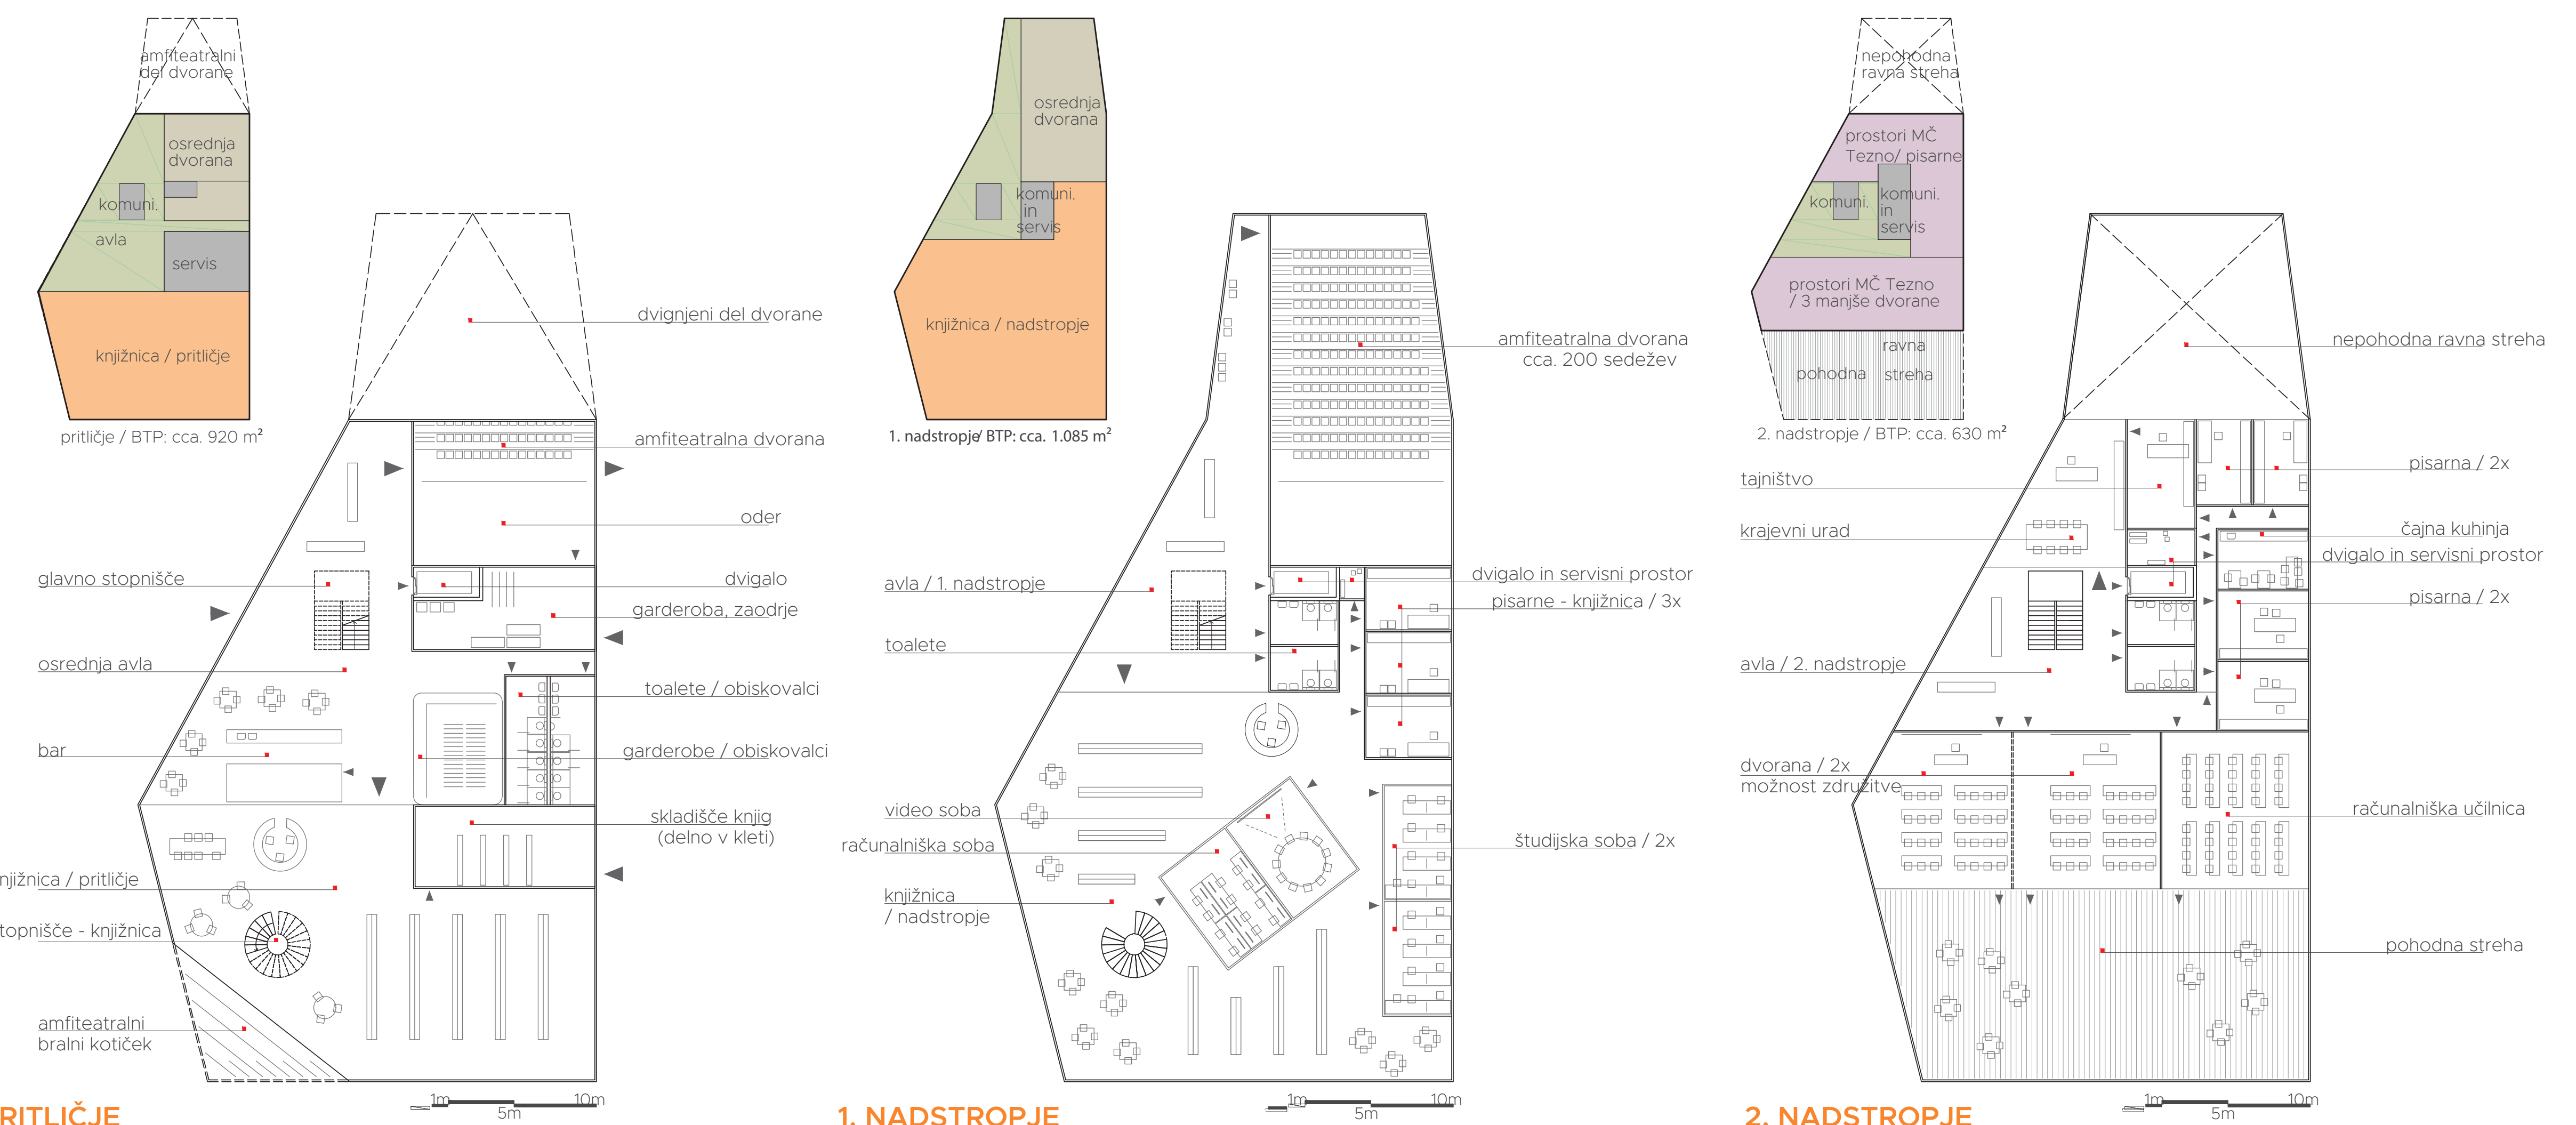 amfiteatralni
del dvorane
osrednja
dvorana
komuni.
avla
servis
knjižnica / pritličje
pritličje / BTP: cca. 920 m²
dvignjeni del dvorane
amfiteatralna dvorana
oder
glavno stopnišče
dvigalo
garderoba, zaodrje
osrednja avla
toalete / obiskovalci
bar
garderobe / obiskovalci
skladišče knjig
(delno v kleti)
njižnica / pritličje
topnišče - knjižnica
amfiteatralni
bralni kotiček
1m
5m
10m
RITLIČJE
osrednja
dvorana
komuni.
in
servis
knjižnica / nadstropje
1. nadstropje/ BTP: cca. 1.085 m²
amfiteatralna dvorana
cca. 200 sedežev
avla / 1. nadstropje
dvigalo in servisni prostor
pisarne - knjižnica / 3x
toalete
video soba
računalniška soba
študijska soba / 2x
knjižnica
/ nadstropje
1m
5m
10m
1. NADSTROPJE
nepohodna
ravna streha
prostori MČ
Tezno/ pisarne
komuni.
komuni.
in
servis
prostori MČ Tezno
/ 3 manjše dvorane
ravna
pohodna streha
2. nadstropje / BTP: cca. 630 m²
nepohodna ravna streha
tajništvo
pisarna / 2x
krajevni urad
čajna kuhinja
dvigalo in servisni prostor
pisarna / 2x
avla / 2. nadstropje
dvorana / 2x
možnost združitve
računalniška učilnica
pohodna streha
1m
5m
10m
2. NADSTROPJE